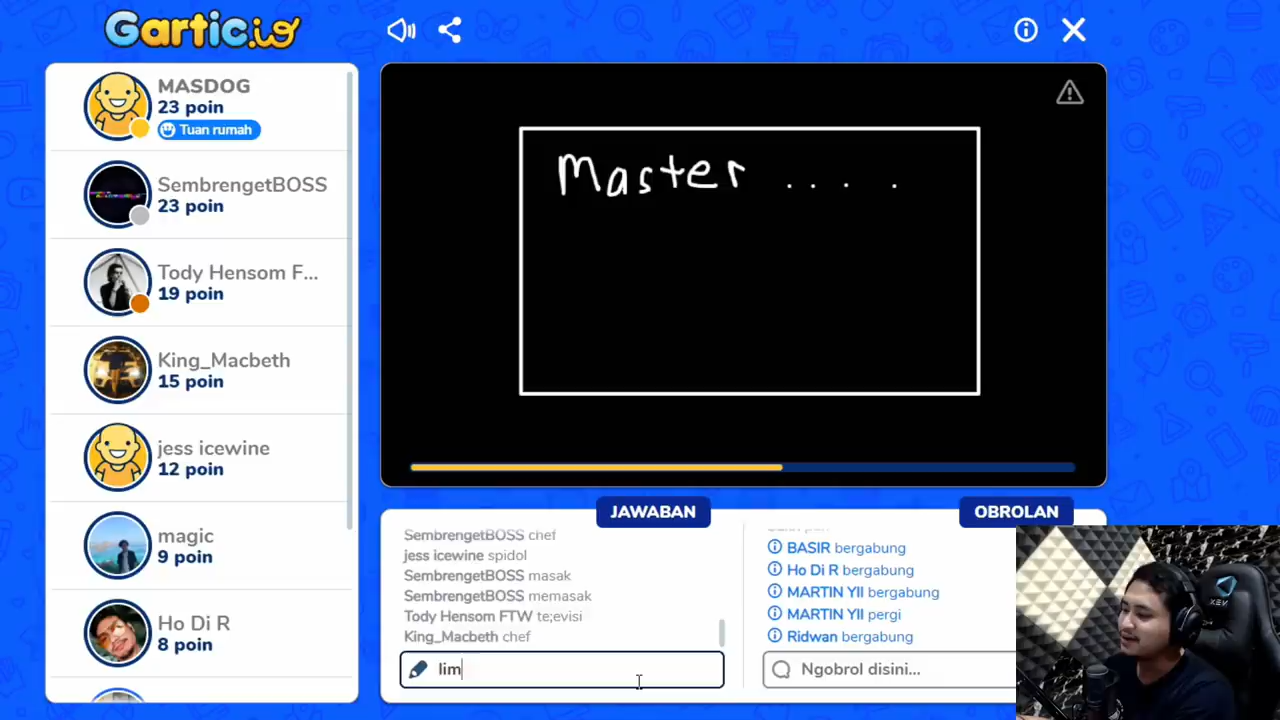 Gartic.io
MASDOG
23 poin
Tuan rumah
SembrengetBOSS
23 poin
Tody Hensom F...
19 poin
King_Macbeth
15 poin
jess icewine
12 poin
magic
9 poin
Ho Di R
8 poin
Master .. . .
JAWABAN
SembrengetBOSS chef
jess icewine spidol
SembrengetBOSS masak
SembrengetBOSS memasak
Tody Hensom FTW te;evisi
King_Macbeth chef
lim
OBROLAN
BASIR bergabung
Ho Di R bergabung
MARTIN YII bergabung
MARTIN YII pergi
Ridwan bergabung
Ngobrol disini...